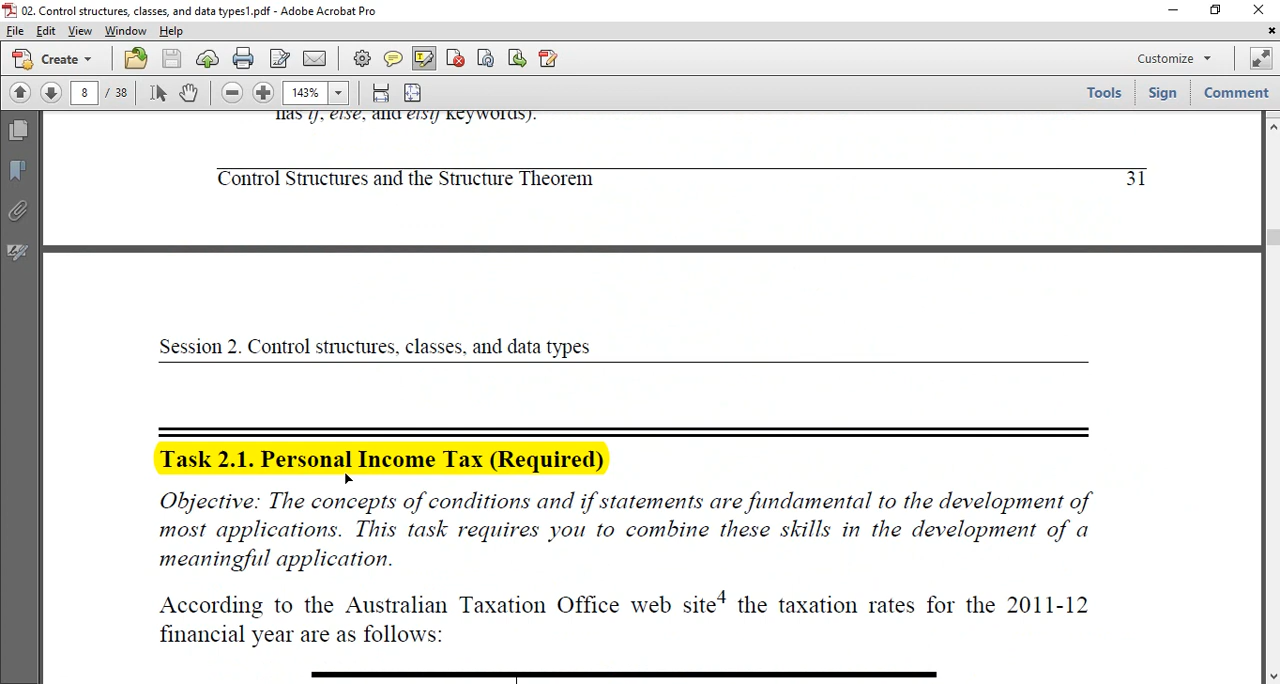 02. Control structures, classes, and data types1.pdf - Adobe Acrobat Pro
File Edit View Window Help
Create Customize
8 / 38 143% Tools Sign Comment
has if, else, and elsif keywords).
Control Structures and the Structure Theorem 31
Session 2. Control structures, classes, and data types
Task 2.1. Personal Income Tax (Required)
Objective: The concepts of conditions and if statements are fundamental to the development of
most applications. This task requires you to combine these skills in the development of a
meaningful application.
According to the Australian Taxation Office web site4 the taxation rates for the 2011-12
financial year are as follows: